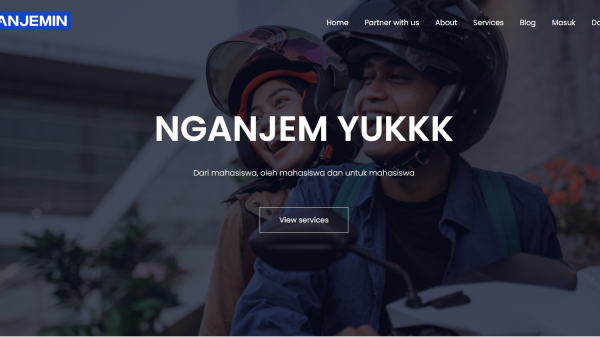 ANJEMIN
Home Partner with us About Services Blog Masuk Da
NGANJEM YUKKK
Dari mahasiswa, oleh mahasiswa dan untuk mahasiswa
View services